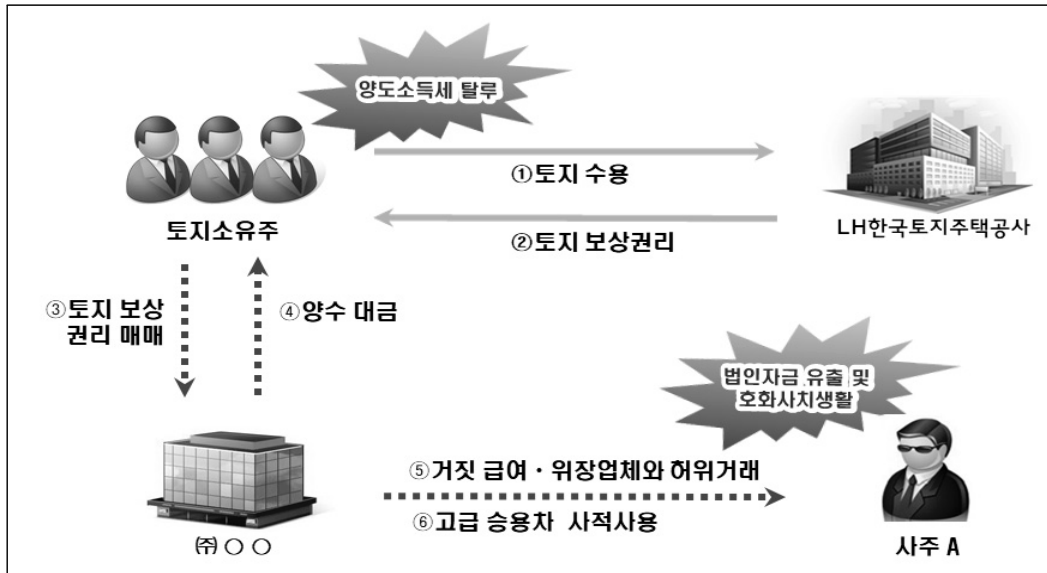 양도소득세 탈루
①토지 수용
②토지 보상권리
토지소유주
LH한국토지주택공사
③토지 보상
권리 매매
④양수 대금
법인자금 유출 및
호화사치생활
⑤거짓 급여・위장업체와 허위거래
⑥고급 승용차 사적사용
㈜ ○ ○
사주 A